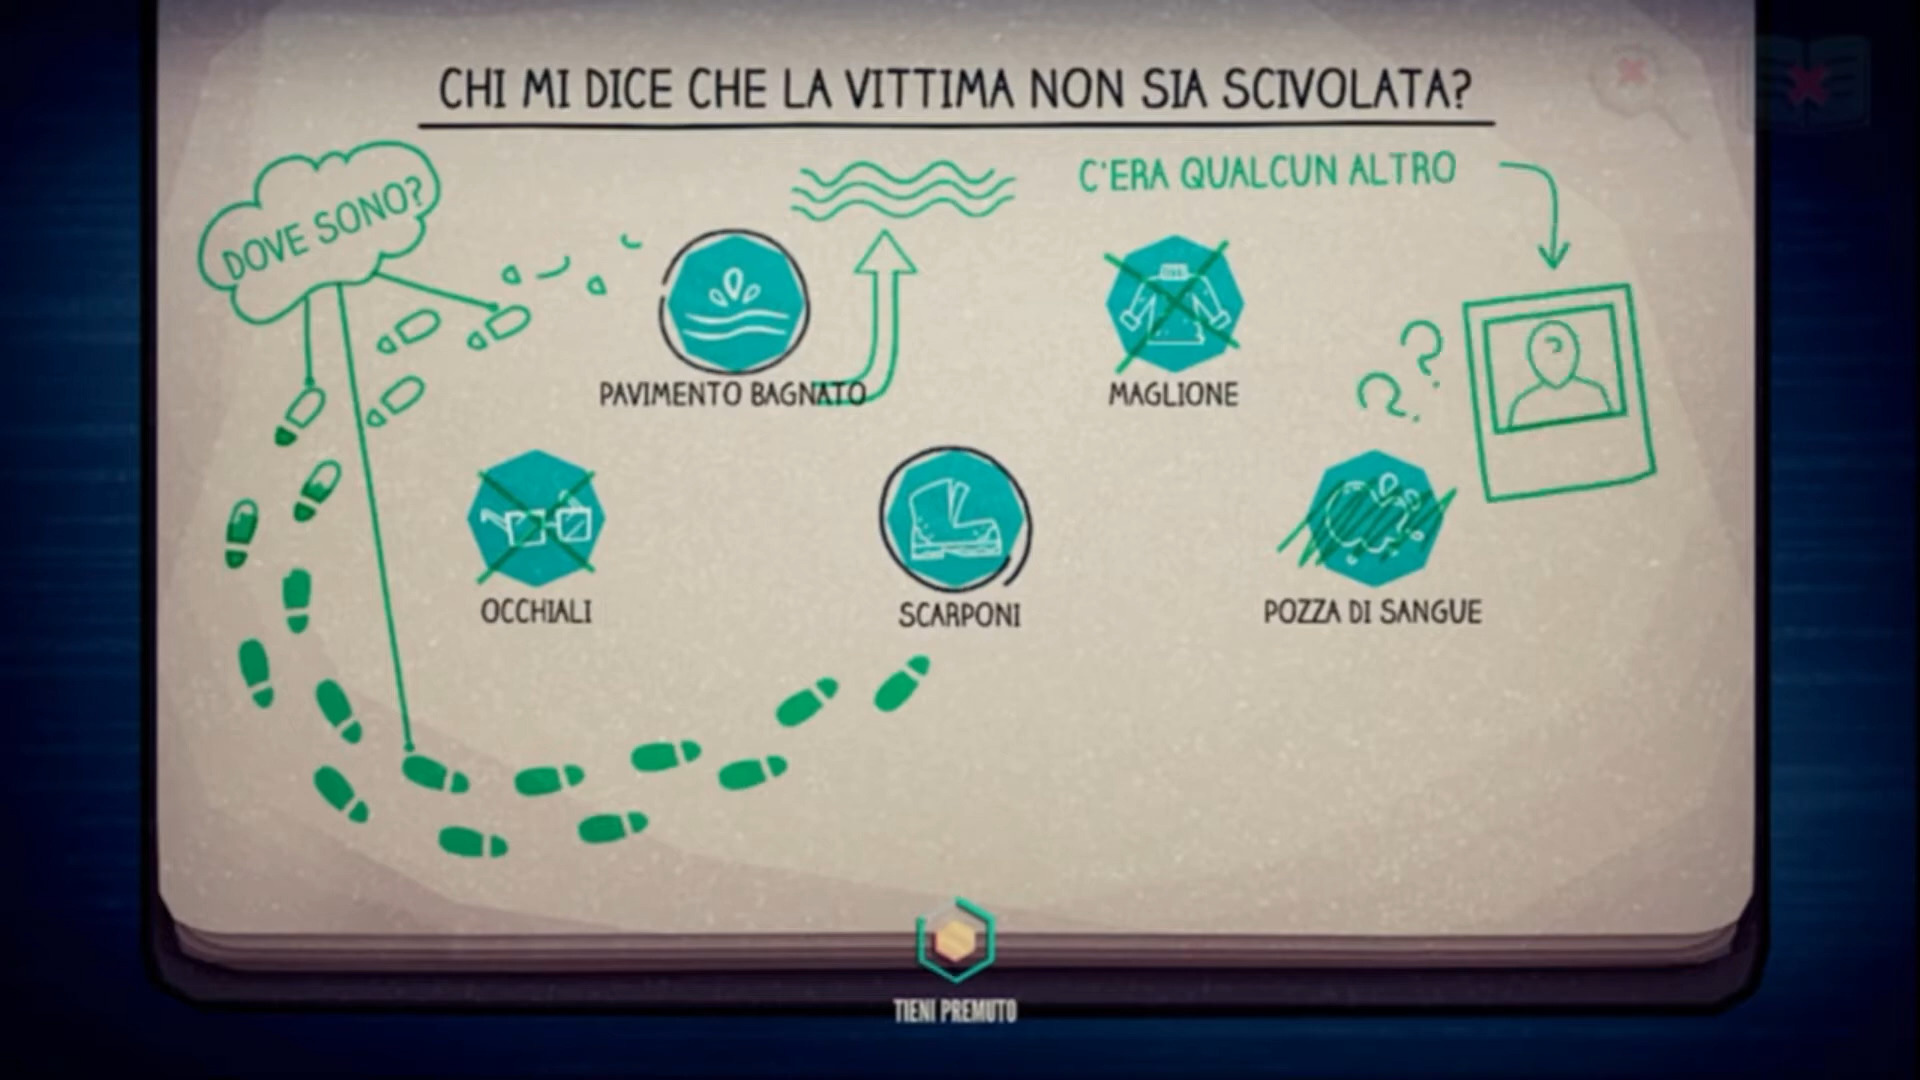 CHI MI DICE CHE LA VITTIMA NON SIA SCIVOLATA?
DOVE SONO?
C'ERA QUALCUN ALTRO
PAVIMENTO BAGNATO
MAGLIONE
OCCHIALI
SCARPONI
POZZA DI SANGUE
TIENI PREMUTO